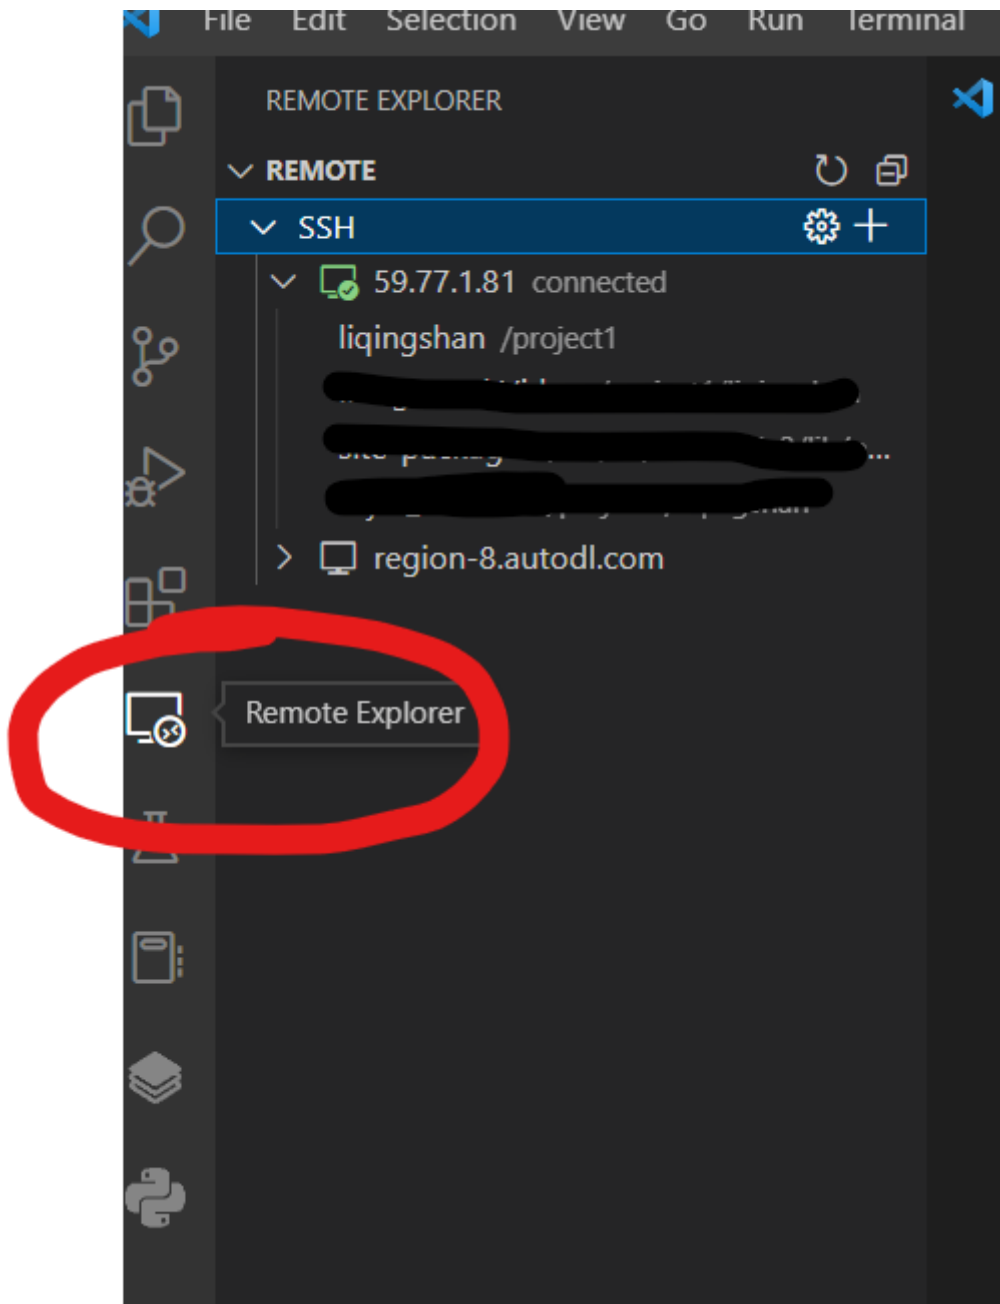 File Edit Selection View Go Run Terminal
REMOTE EXPLORER
REMOTE
SSH
59.77.1.81 connected
liqingshan /project1
region-8.autodl.com
Remote Explorer